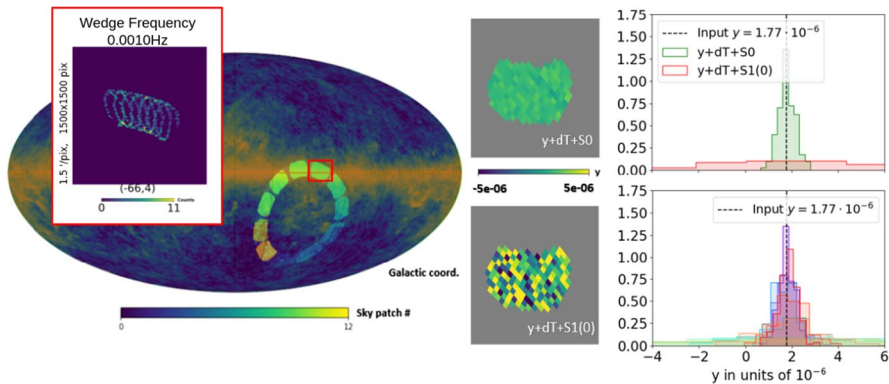 Wedge Frequency
0.0010Hz
1.5 '/pix, 1500x1500 pix
(-66,4)
Counts
0 11
Galactic coord.
Sky patch #
0 12
y+dT+S0
y
-5e-06 5e-06
y+dT+S1(0)
1.75
1.50
1.25
1.00
0.75
0.50
0.25
0.00
Input y = 1.77 · 10⁻⁶
y+dT+S0
y+dT+S1(0)
1.75
1.50
1.25
1.00
0.75
0.50
0.25
0.00
Input y = 1.77 · 10⁻⁶
−4 −2 0 2 4 6
y in units of 10⁻⁶